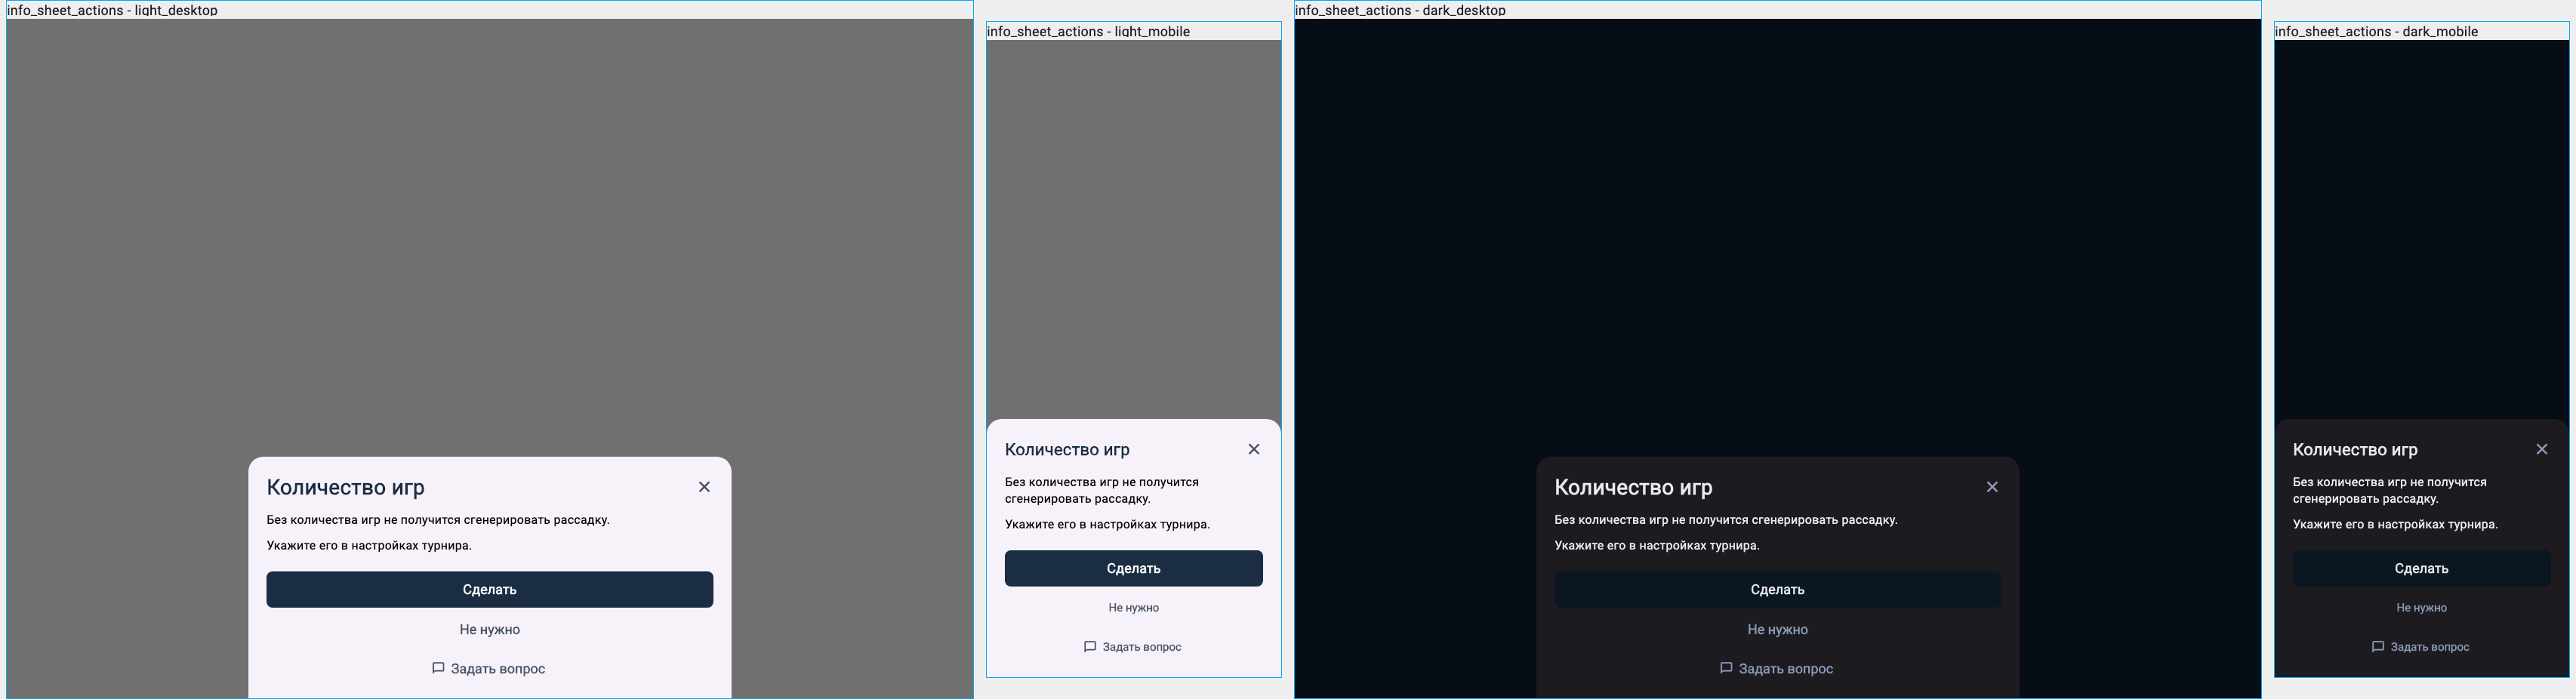 info_sheet_actions - light_desktop
Количество игр
Без количества игр не получится сгенерировать рассадку.
Укажите его в настройках турнира.
Сделать
Не нужно
Задать вопрос
info_sheet_actions - light_mobile
Количество игр
Без количества игр не получится
сгенерировать рассадку.
Укажите его в настройках турнира.
Сделать
Не нужно
Задать вопрос
info_sheet_actions - dark_desktop
Количество игр
Без количества игр не получится сгенерировать рассадку.
Укажите его в настройках турнира.
Сделать
Не нужно
Задать вопрос
info_sheet_actions - dark_mobile
Количество игр
Без количества игр не получится
сгенерировать рассадку.
Укажите его в настройках турнира.
Сделать
Не нужно
Задать вопрос